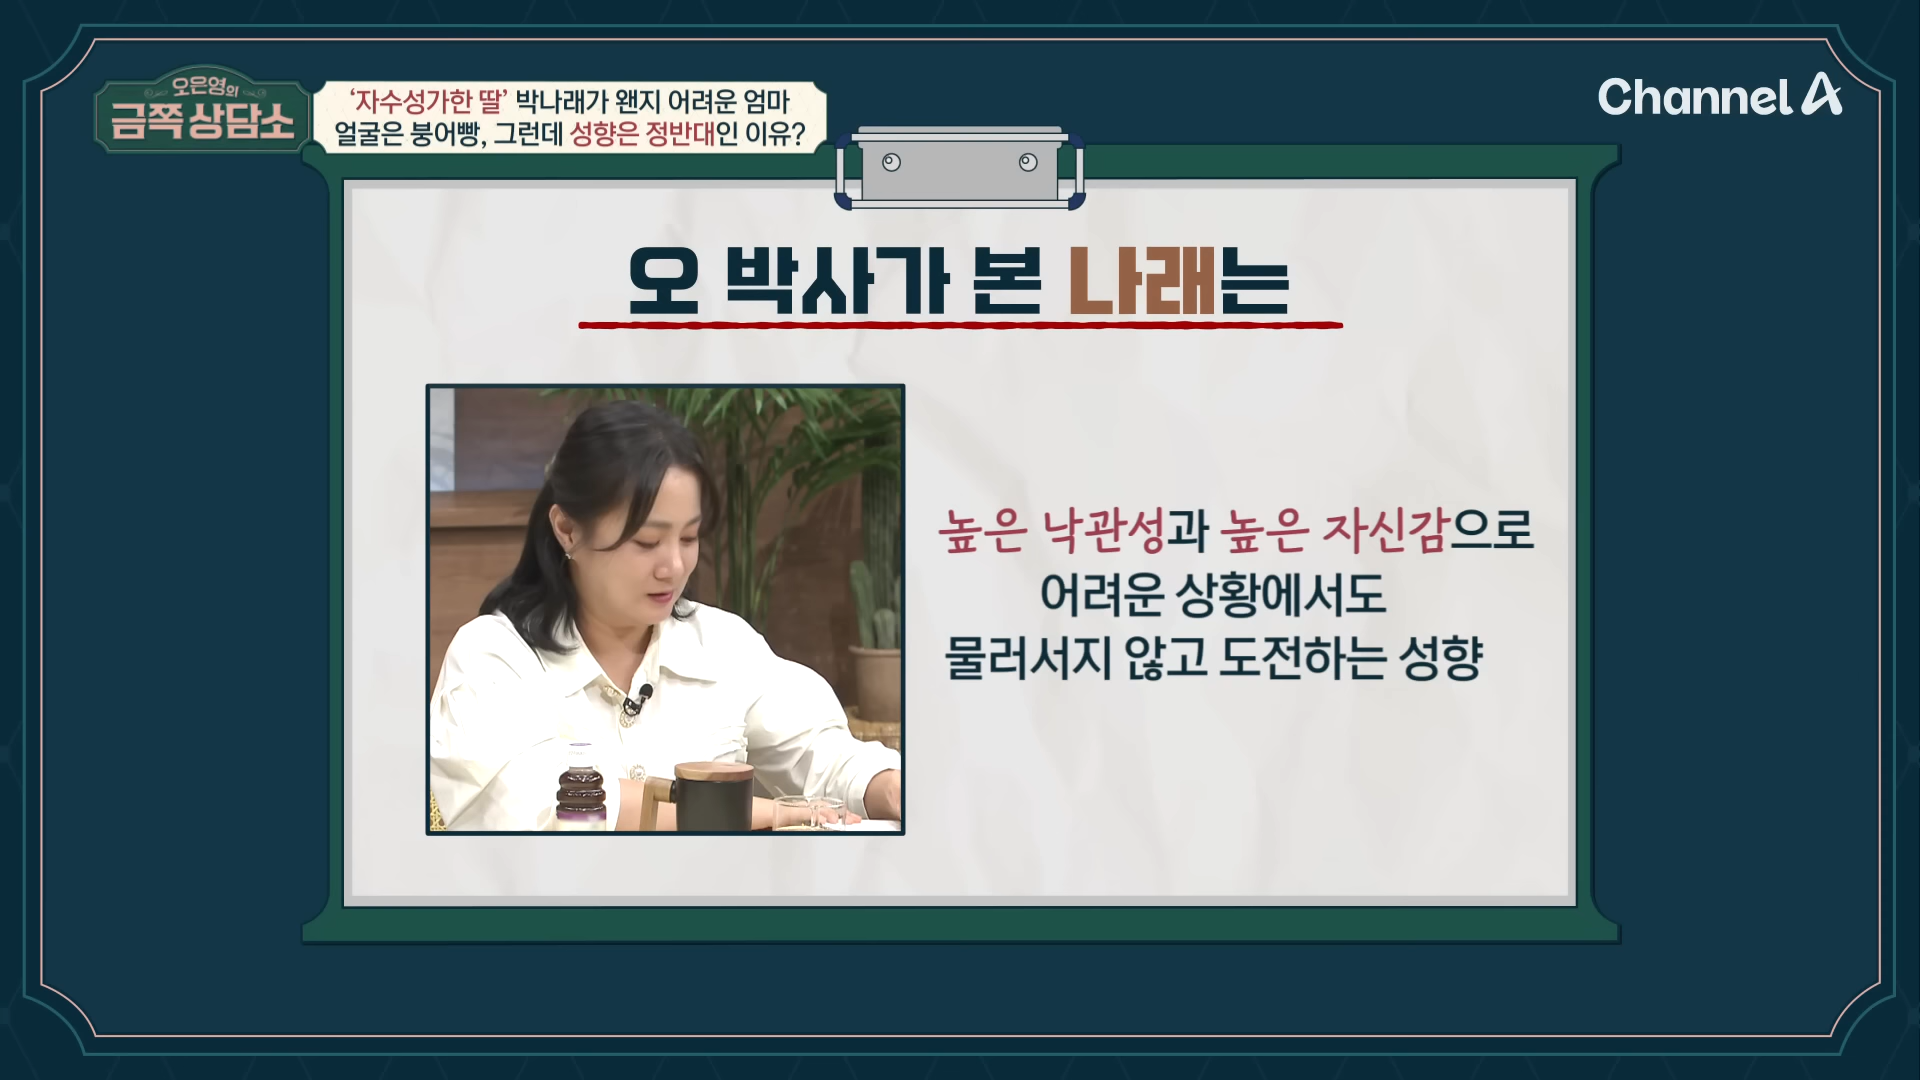 오은영의
금쪽 상담소
‘자수성가한 딸’ 박나래가 왠지 어려운 엄마
얼굴은 붕어빵, 그런데 성향은 정반대인 이유?
Channel A
오 박사가 본 나래는
높은 낙관성과 높은 자신감으로
어려운 상황에서도
물러서지 않고 도전하는 성향